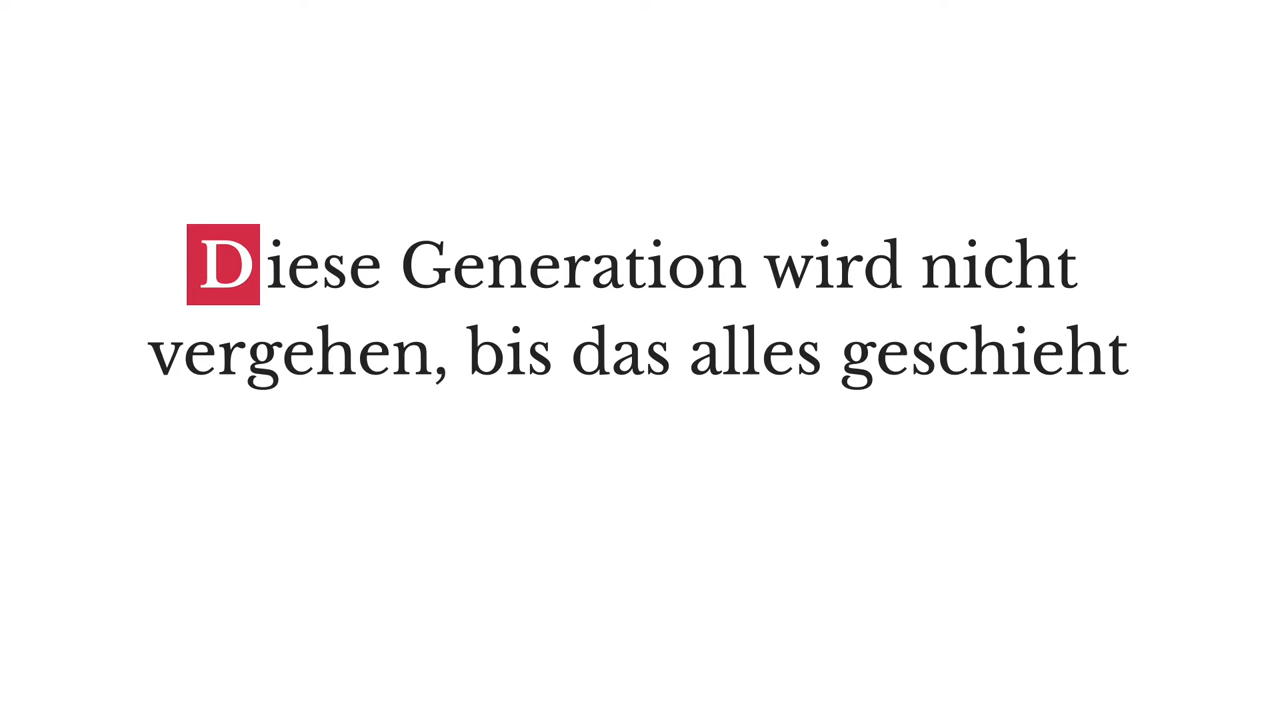 Diese Generation wird nicht
vergehen, bis das alles geschieht